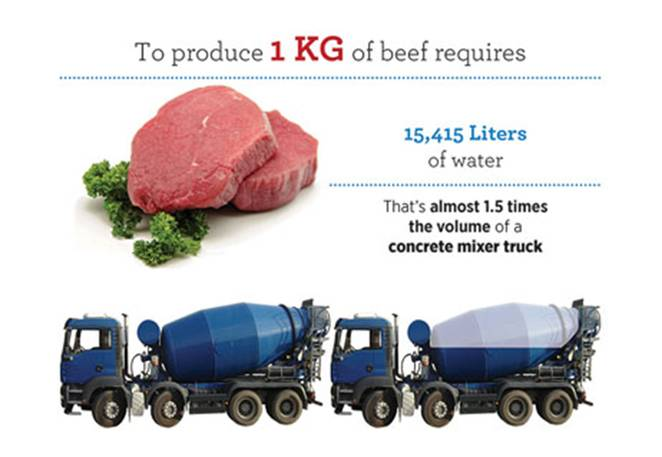 To produce 1 KG of beef requires
15,415 Liters
of water
That's almost 1.5 times
the volume of a
concrete mixer truck